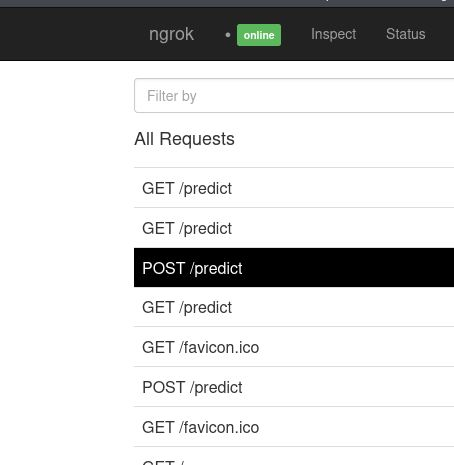 ngrok • online Inspect Status
Filter by
All Requests
GET /predict
GET /predict
POST /predict
GET /predict
GET /favicon.ico
POST /predict
GET /favicon.ico
GET /